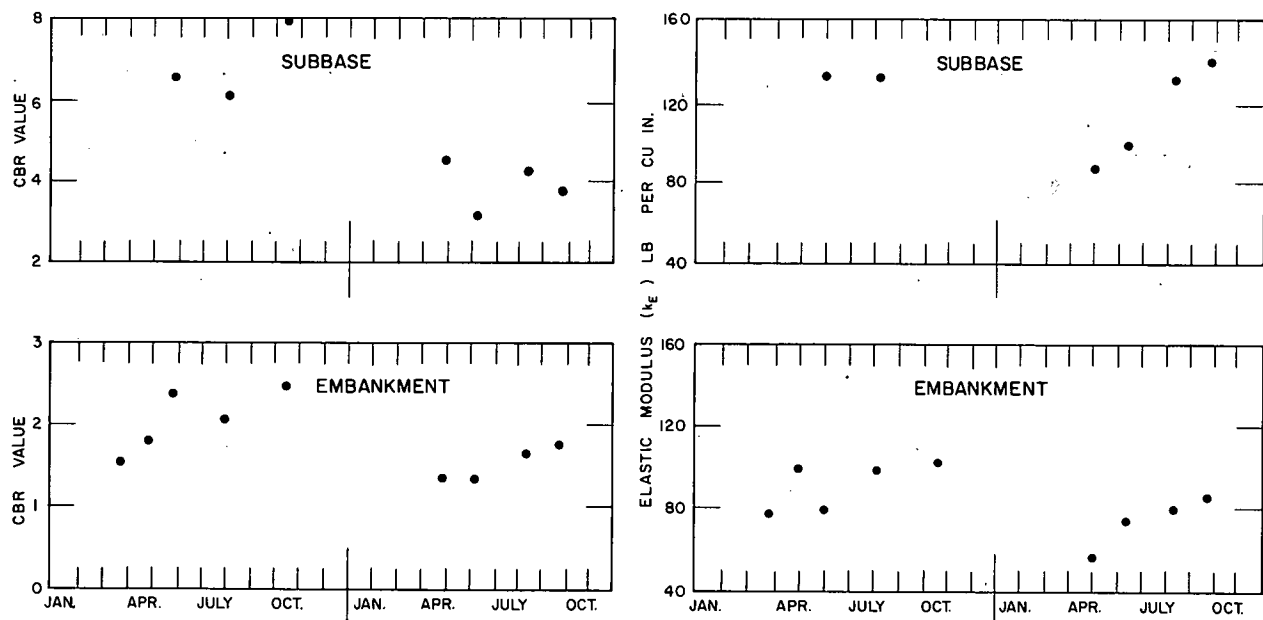 8
6
4
2
CBR VALUE
SUBBASE
160
120
80
40
SUBBASE
ELASTIC MODULUS (kE) LB PER CU IN.
3
2
1
0
CBR VALUE
EMBANKMENT
JAN. APR. JULY OCT. JAN. APR. JULY OCT.
160
120
80
40
EMBANKMENT
JAN. APR. JULY OCT. JAN. APR. JULY OCT.